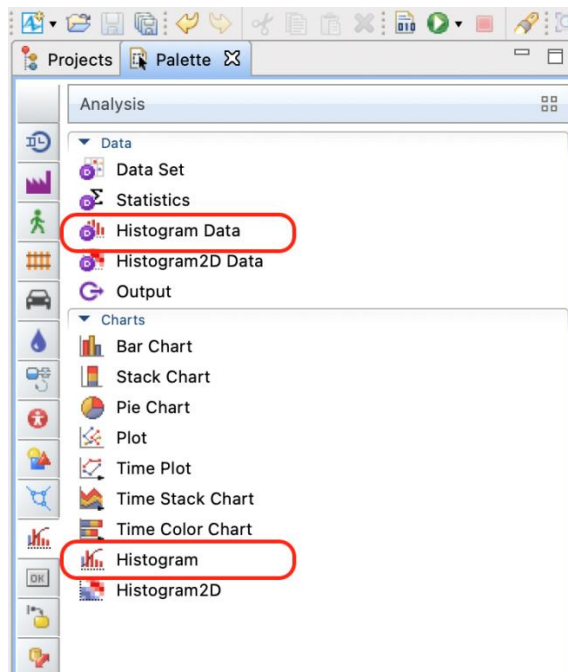 010
Projects
Palette
Analysis
Data
Data Set
Statistics
Histogram Data
Histogram2D Data
Output
Charts
Bar Chart
Stack Chart
Pie Chart
Plot
Time Plot
Time Stack Chart
Time Color Chart
Histogram
OK
Histogram2D